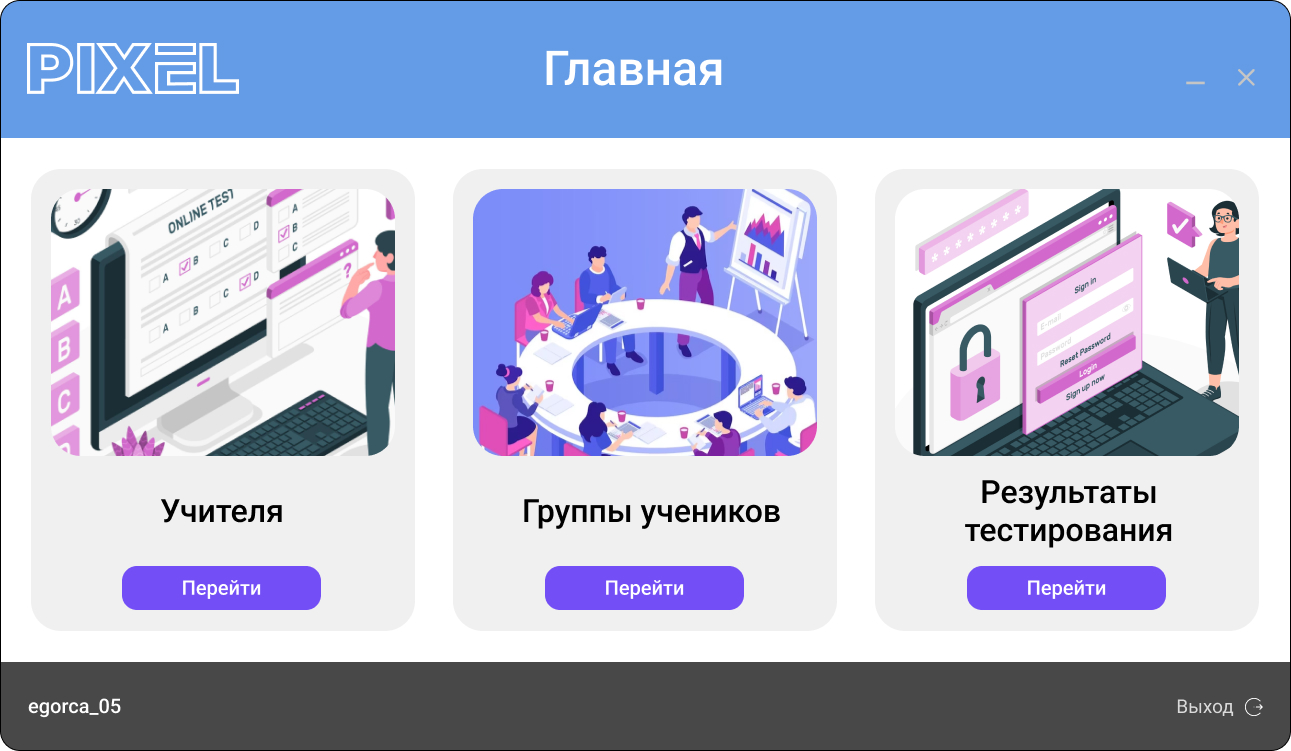 PIXEL
Главная
ONLINE TEST
A
B
C
D
A
B
C
D
A
B
C
A
B
C
?
Sign in
E-mail
@
Password
Reset Password
Login
Sign up now
Учителя
Группы учеников
Результаты
тестирования
Перейти
Перейти
Перейти
egorca_05
Выход